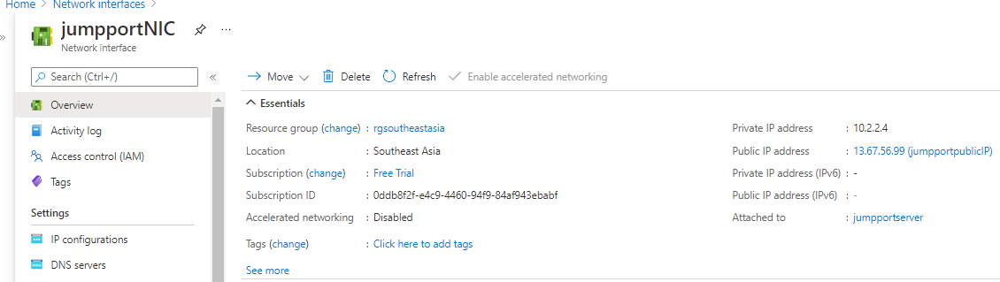 Home > Network interfaces >
»
jumpportNIC ...
Network interface
Search (Ctrl+/) «
Overview
Activity log
Access control (IAM)
Tags
Settings
IP configurations
DNS servers
Move Delete Refresh Enable accelerated networking
Essentials
Resource group (change) : rgsoutheastasia
Location : Southeast Asia
Subscription (change) : Free Trial
Subscription ID : 0ddb8f2f-e4c9-4460-94f9-84af943ebabf
Accelerated networking : Disabled
Tags (change) : Click here to add tags
See more
Private IP address : 10.2.2.4
Public IP address : 13.67.56.99 (jumpportpublicIP)
Private IP address (IPv6) : -
Public IP address (IPv6) : -
Attached to : jumpportserver